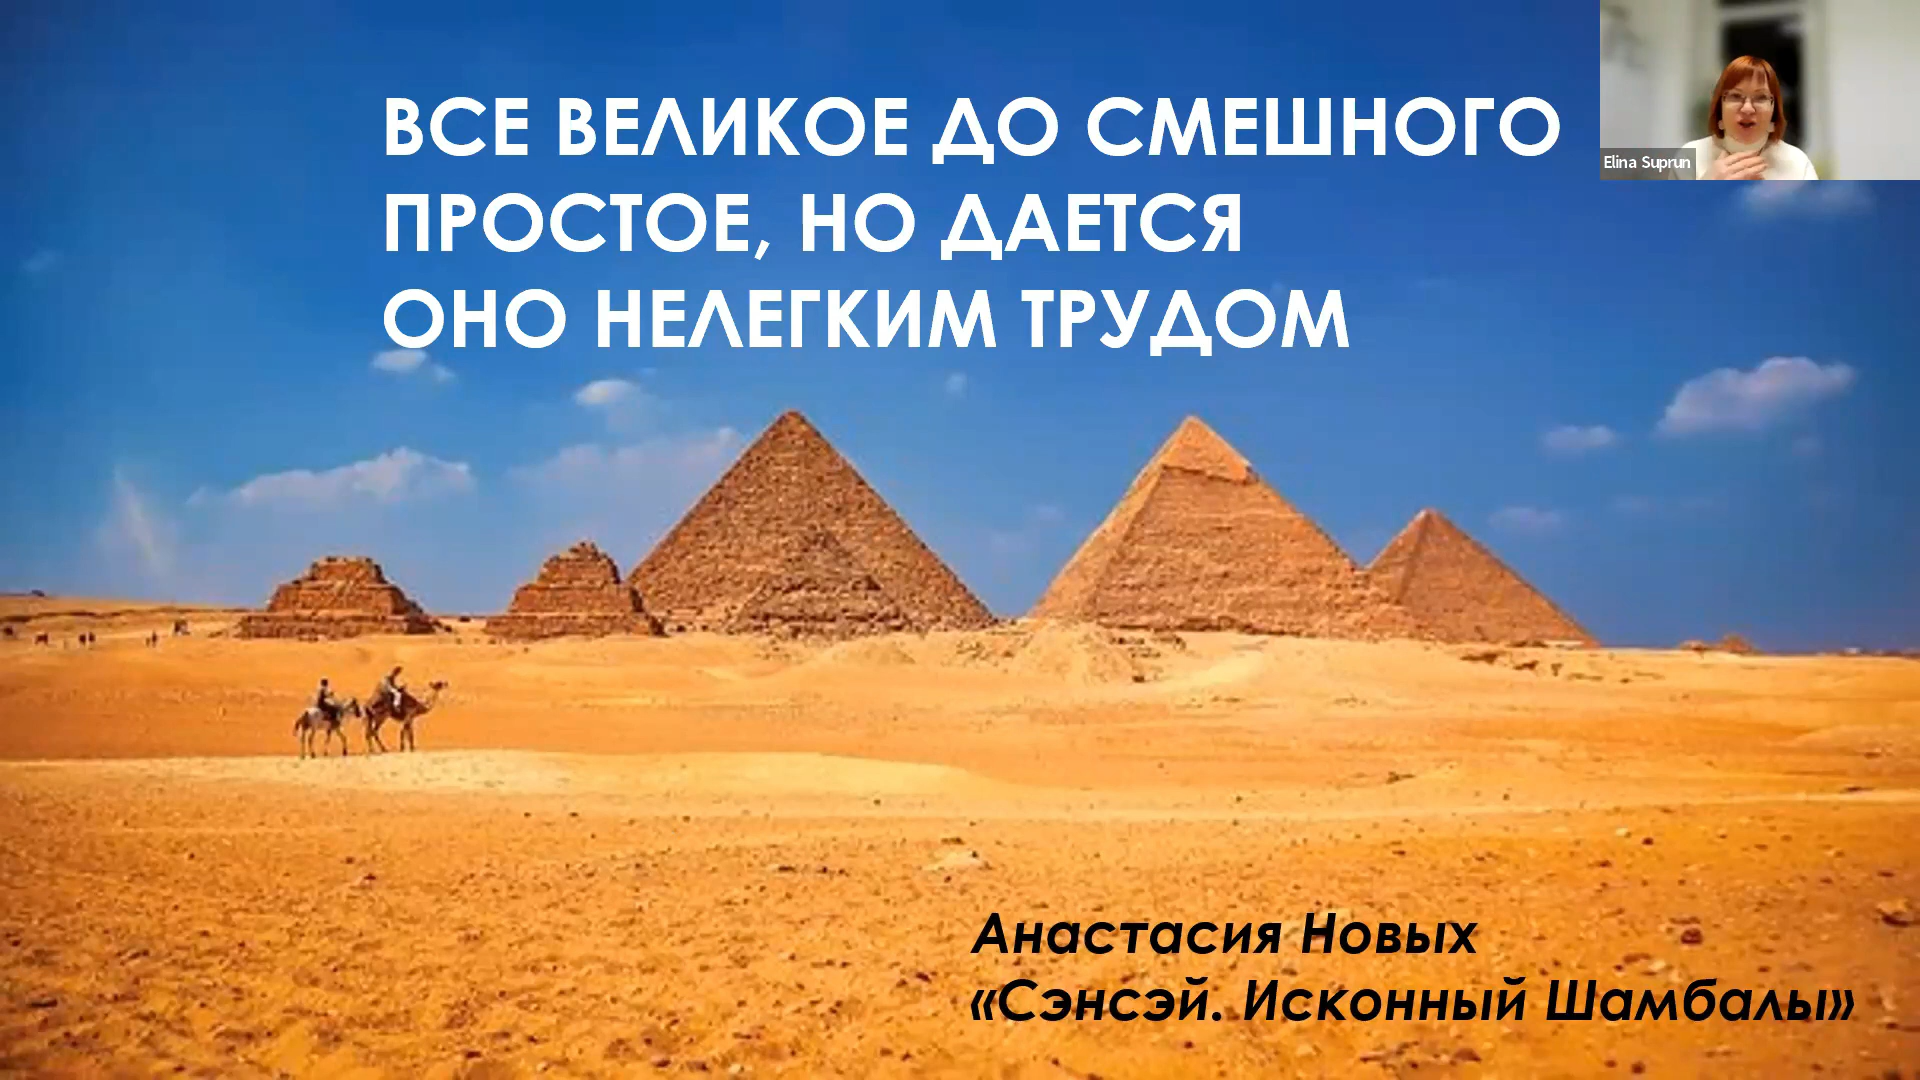 ВСЕ ВЕЛИКОЕ ДО СМЕШНОГО
ПРОСТОЕ, НО ДАЕТСЯ
ОНО НЕЛЕГКИМ ТРУДОМ
Elina Suprun
Анастасия Новых
«Сэнсэй. Исконный Шамбалы»